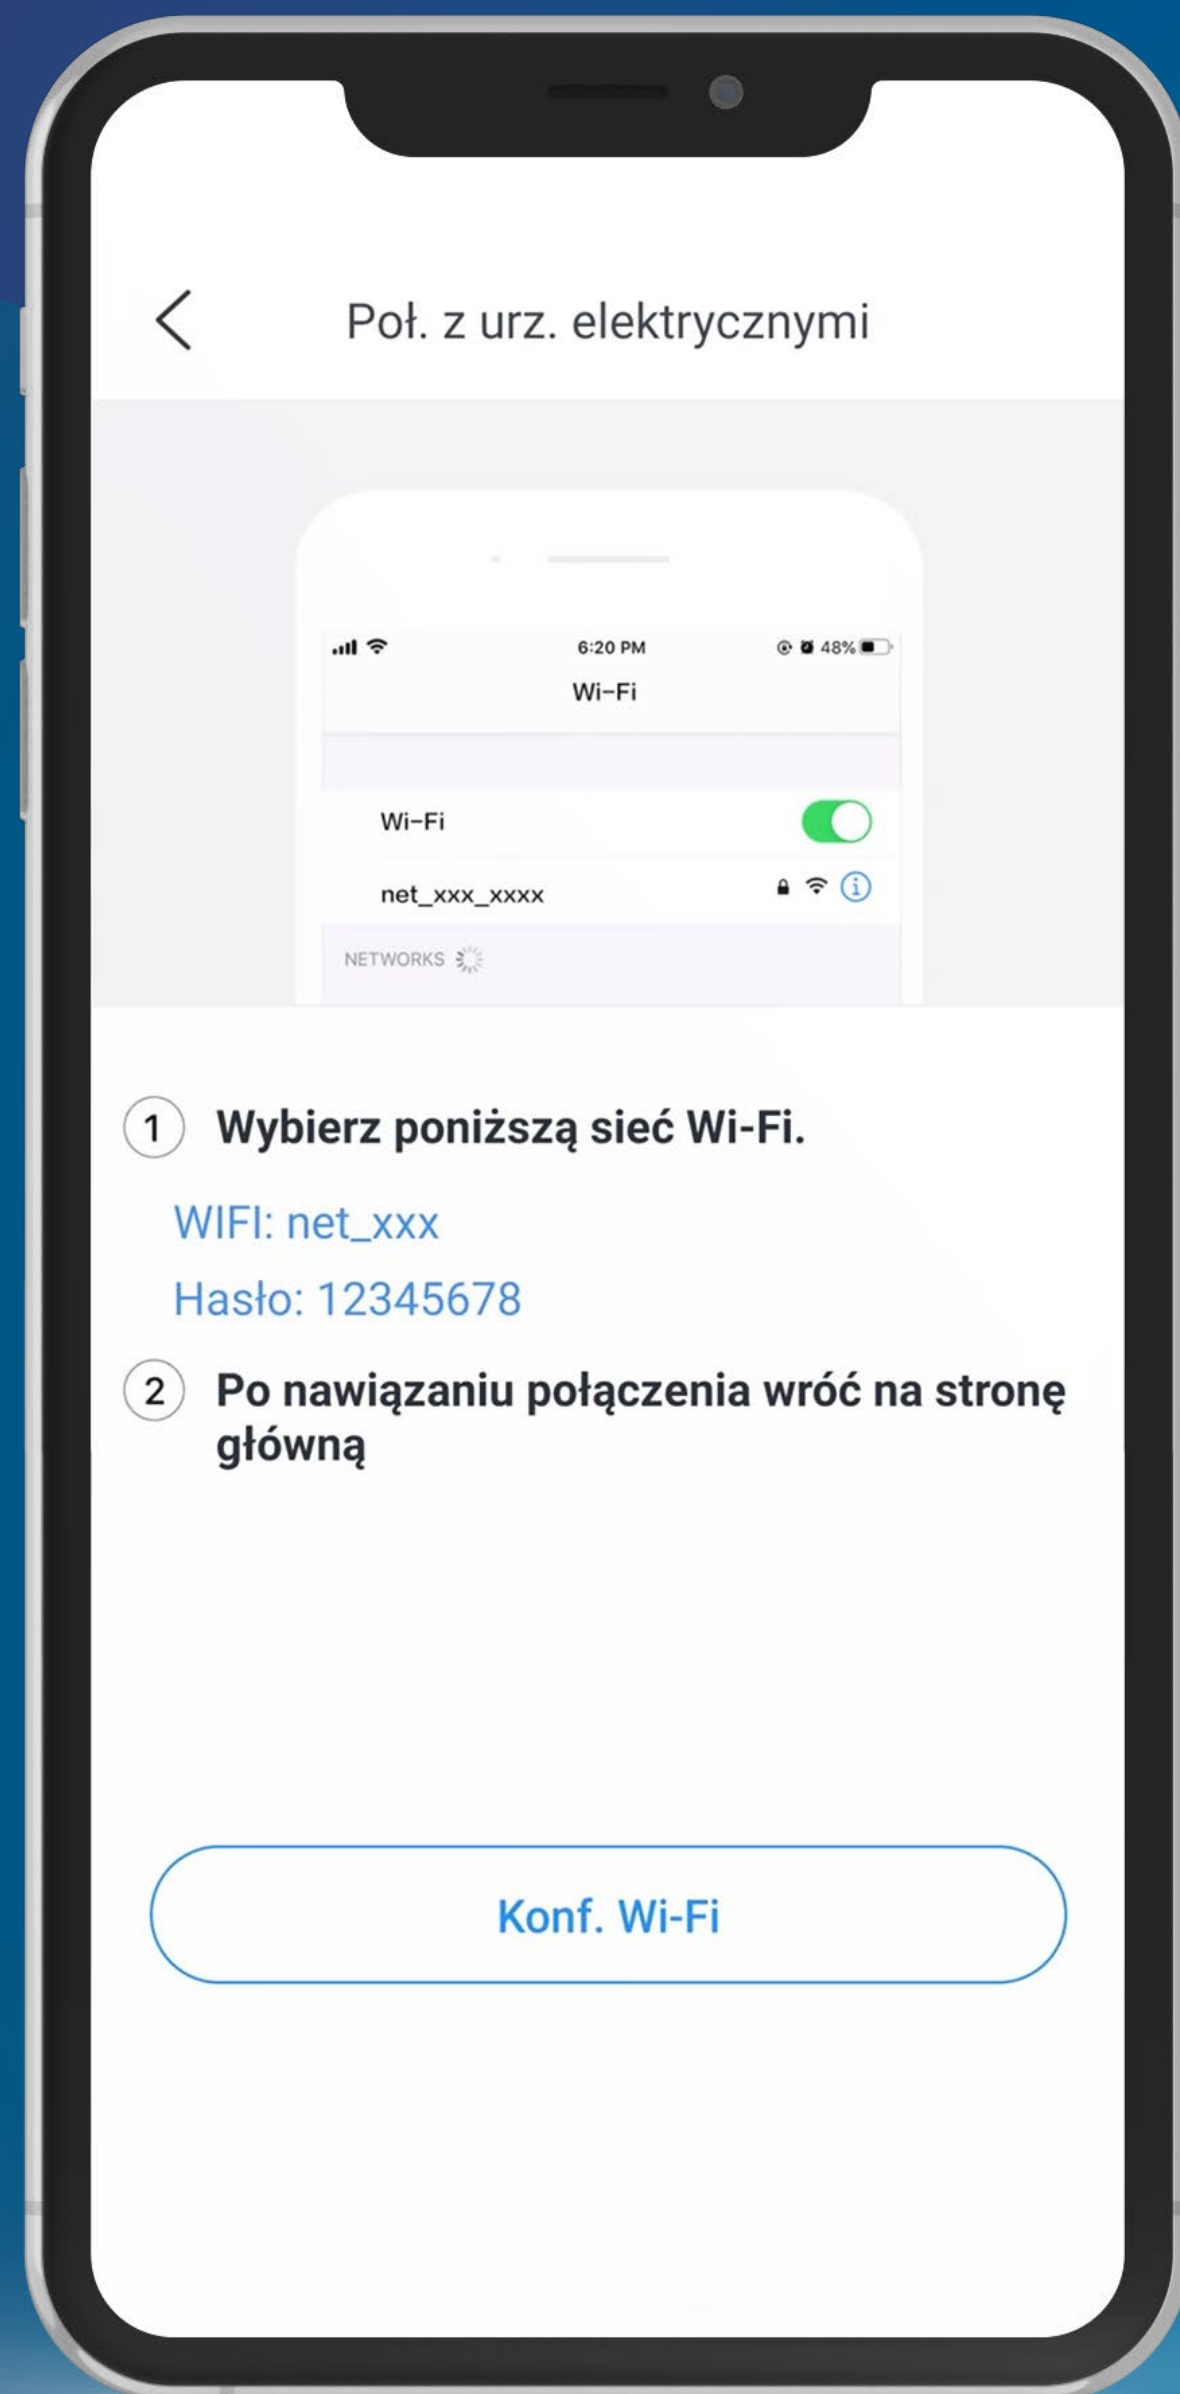 Poł. z urz. elektrycznymi
6:20 PM
48%
Wi-Fi
Wi-Fi
net_xxx_xxxx
NETWORKS
1 Wybierz poniższą sieć Wi-Fi.
WIFI: net_xxx
Hasło: 12345678
2 Po nawiązaniu połączenia wróć na stronę
główną
Konf. Wi-Fi